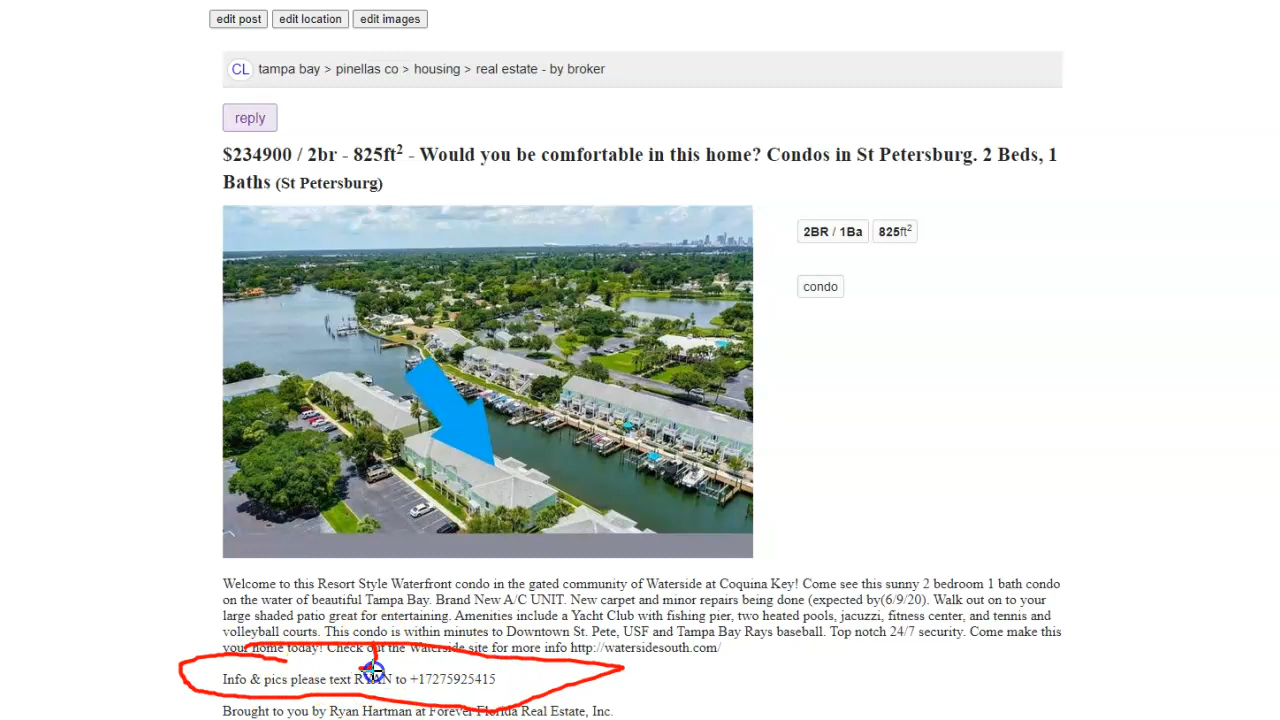 edit post edit location edit images
CL tampa bay > pinellas co > housing > real estate - by broker
reply
$234900 / 2br - 825ft2 - Would you be comfortable in this home? Condos in St Petersburg. 2 Beds, 1
Baths (St Petersburg)
2BR / 1Ba 825ft2
condo
Welcome to this Resort Style Waterfront condo in the gated community of Waterside at Coquina Key! Come see this sunny 2 bedroom 1 bath condo
on the water of beautiful Tampa Bay. Brand New A/C UNIT. New carpet and minor repairs being done (expected by(6/9/20). Walk out on to your
large shaded patio great for entertaining. Amenities include a Yacht Club with fishing pier, two heated pools, jacuzzi, fitness center, and tennis and
volleyball courts. This condo is within minutes to Downtown St. Pete, USF and Tampa Bay Rays baseball. Top notch 24/7 security. Come make this
your home today! Check out the Waterside site for more info http://watersidesouth.com/
Info & pics please text RYAN to +17275925415
Brought to you by Ryan Hartman at Forever Florida Real Estate, Inc.